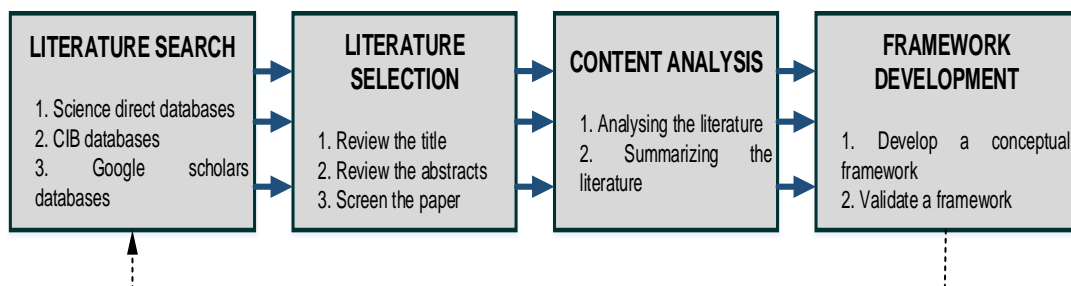 LITERATURE SEARCH
1. Science direct databases
2. CIB databases
3. Google scholars
databases
LITERATURE
SELECTION
1. Review the title
2. Review the abstracts
3. Screen the paper
CONTENT ANALYSIS
1. Analysing the literature
2. Summarizing the
literature
FRAMEWORK
DEVELOPMENT
1. Develop a conceptual
framework
2. Validate a framework